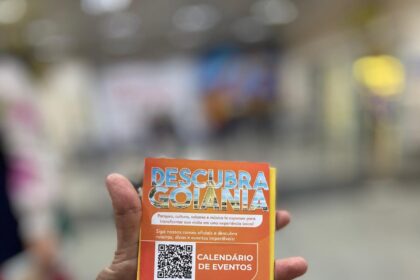 DESCUBRA
GOIÂNIA
Parques, cultura, sabores e música te esperam para
transformar sua visita em uma experiência única!
Siga nossos canais oficiais e descubra
roteiros, dicas e eventos imperdíveis!
CALENDÁRIO
DE EVENTOS